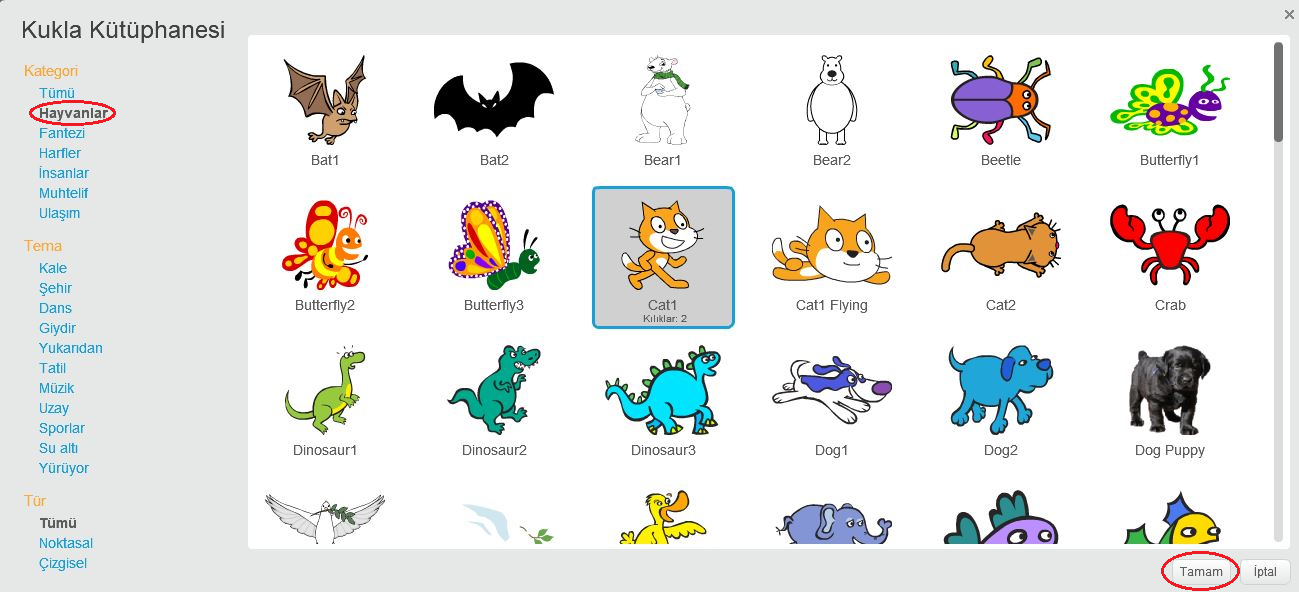 Kukla Kütüphanesi
×
Kategori
Tümü
Hayvanlar
Fantezi
Harfler
İnsanlar
Muhtelif
Ulaşım
Tema
Kale
Şehir
Dans
Giydir
Yukarıdan
Tatil
Müzik
Uzay
Sporlar
Su altı
Yürüyor
Tür
Tümü
Noktasal
Çizgisel
Bat1 Bat2 Bear1 Bear2 Beetle Butterfly1
Butterfly2 Butterfly3 Cat1 Cat1 Flying Cat2 Crab
Kılıklar: 2
Dinosaur1 Dinosaur2 Dinosaur3 Dog1 Dog2 Dog Puppy
Tamam İptal